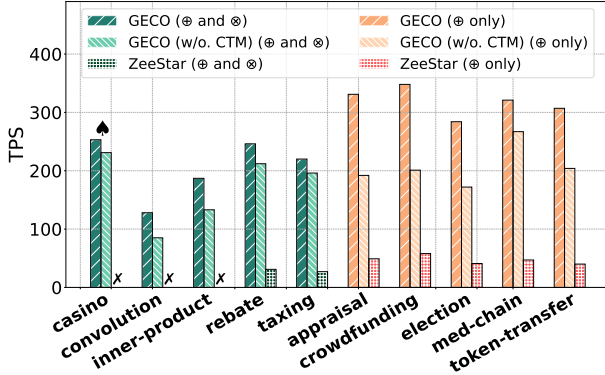 GECO (⊕ and ⊗)
GECO (w/o. CTM) (⊕ and ⊗)
ZeeStar (⊕ and ⊗)
GECO (⊕ only)
GECO (w/o. CTM) (⊕ only)
ZeeStar (⊕ only)
TPS
400
300
200
100
0
♠
✗ ✗ ✗
casino
convolution
inner-product
rebate
taxing
appraisal
crowdfunding
election
med-chain
token-transfer